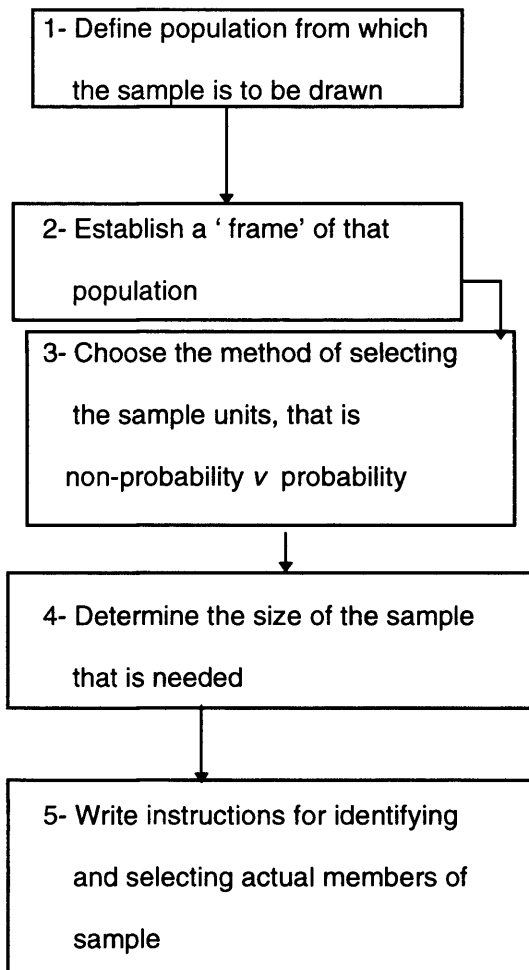 1- Define population from which
the sample is to be drawn
2- Establish a ‘ frame’ of that
population
3- Choose the method of selecting
the sample units, that is
non-probability v probability
4- Determine the size of the sample
that is needed
5- Write instructions for identifying
and selecting actual members of
sample